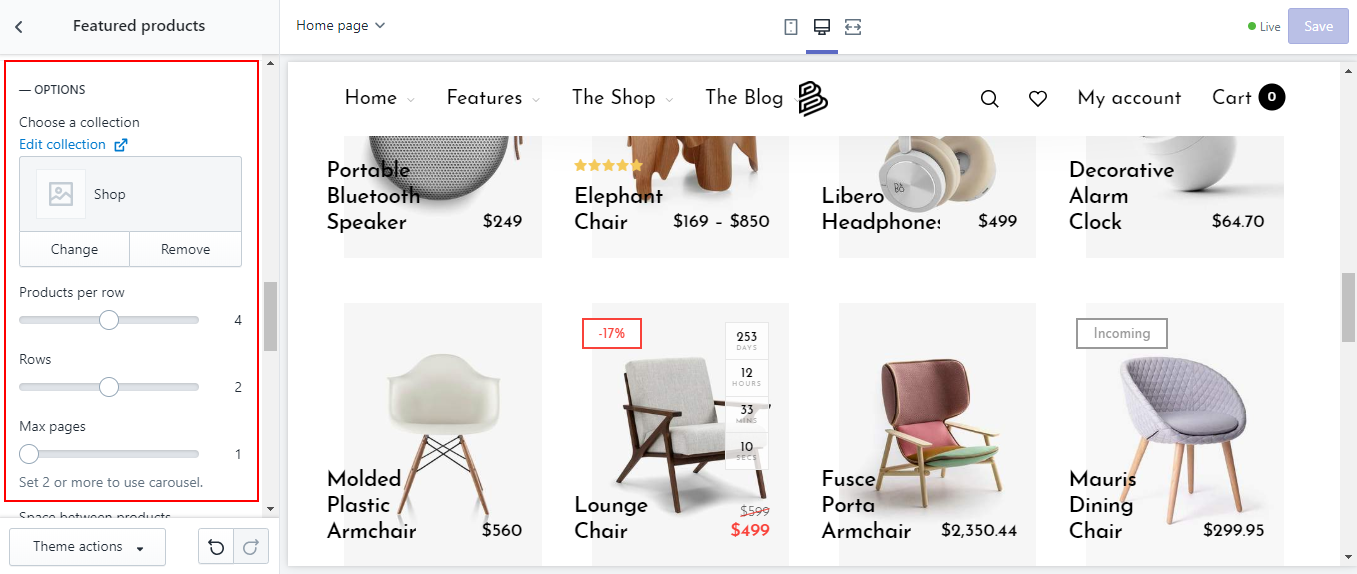 Featured products
Home page
Live
Save
— OPTIONS
Choose a collection
Edit collection
Shop
Change
Remove
Products per row
4
Rows
2
Max pages
1
Set 2 or more to use carousel.
Space between products
Theme actions
Home
Features
The Shop
The Blog
My account
Cart
0
Portable
Bluetooth
Speaker
$249
Elephant
Chair
$169 – $850
Libero
Headphones
$499
Decorative
Alarm
Clock
$64.70
Molded
Plastic
Armchair
$560
-17%
253
DAYS
12
HOURS
33
MINS
10
SECS
Lounge
Chair
$599
$499
Fusce
Porta
Armchair
$2,350.44
Incoming
Mauris
Dining
Chair
$299.95